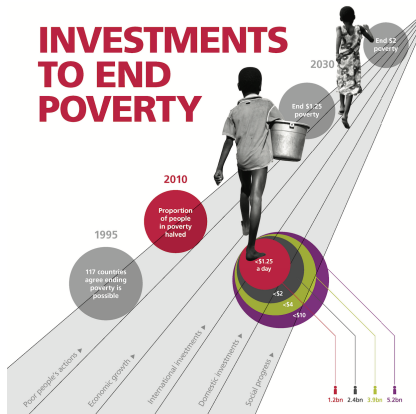 INVESTMENTS
TO END
POVERTY
End $2
poverty
2030
End $1.25
poverty
2010
Proportion
of people
in poverty
halved
1995
117 countries
agree ending
poverty is
possible
<$1.25
a day
<$2
<$4
<$10
Poor people's actions ▶
Economic growth ▶
International investments ▶
Domestic investments ▶
Social progress ▶
1.2bn
2.4bn
3.9bn
5.2bn